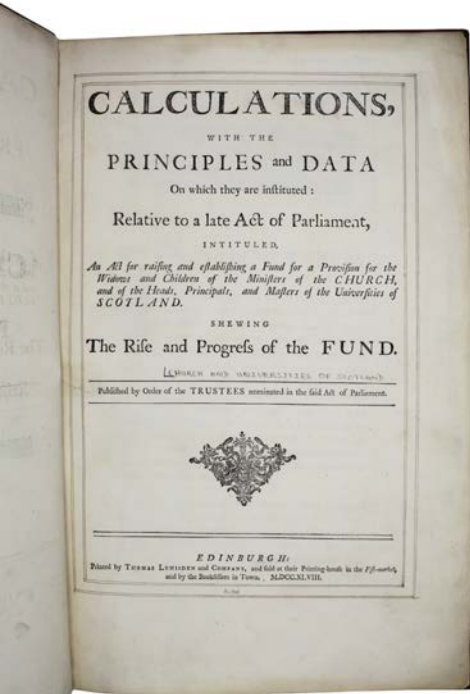 CALCULATIONS,
WITH THE
PRINCIPLES and DATA
On which they are inſtituted :
Relative to a late Act of Parliament,
INTITULED,
An Act for raiſing and eſtabliſhing a Fund for a Proviſion for the
Widows and Children of the Miniſters of the CHURCH,
and of the Heads, Principals, and Maſters of the Univerſities of
SCOTLAND.
SHEWING
The Riſe and Progreſs of the FUND.
[CHURCH AND UNIVERSITIES OF SCOTLAND
Publiſhed by Order of the TRUSTEES nominated in the ſaid Act of Parliament.
EDINBURGH:
Printed by THOMAS LUMISDEN and COMPANY, and ſold at their Printing-houſe in the Fiſh-market,
and by the Bookſellers in Town. M.DCC.XLVIII.